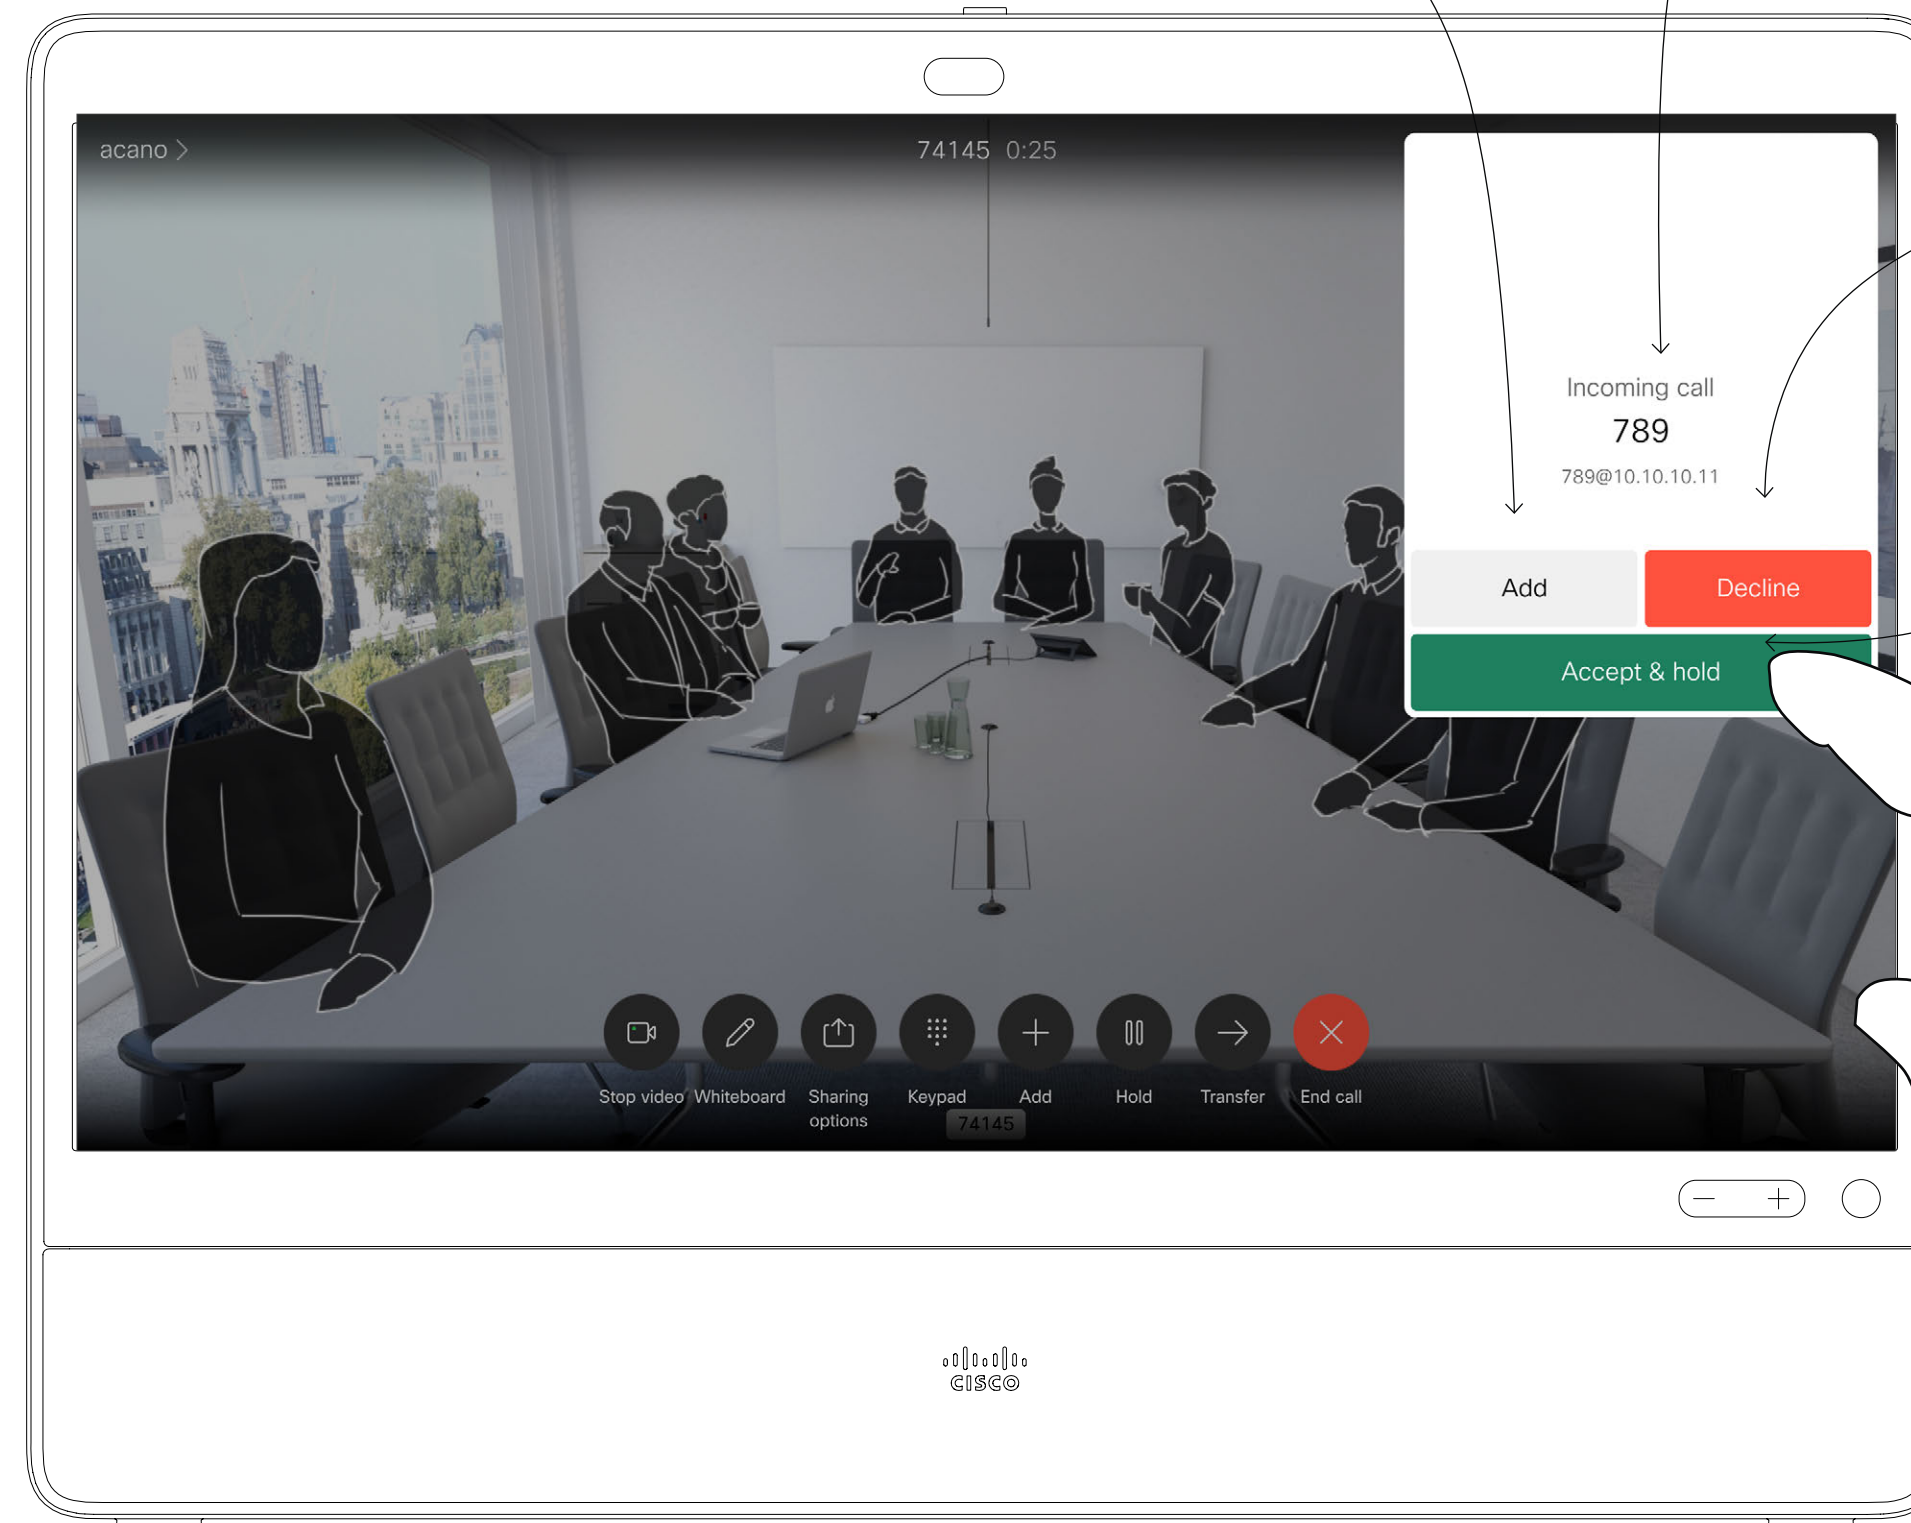 acano
74145 0:25
Incoming call
789
789@10.10.10.11
Add
Decline
Accept & hold
Stop video
Whiteboard
Sharing
options
Keypad
Add
Hold
Transfer
End call
74145
CISCO